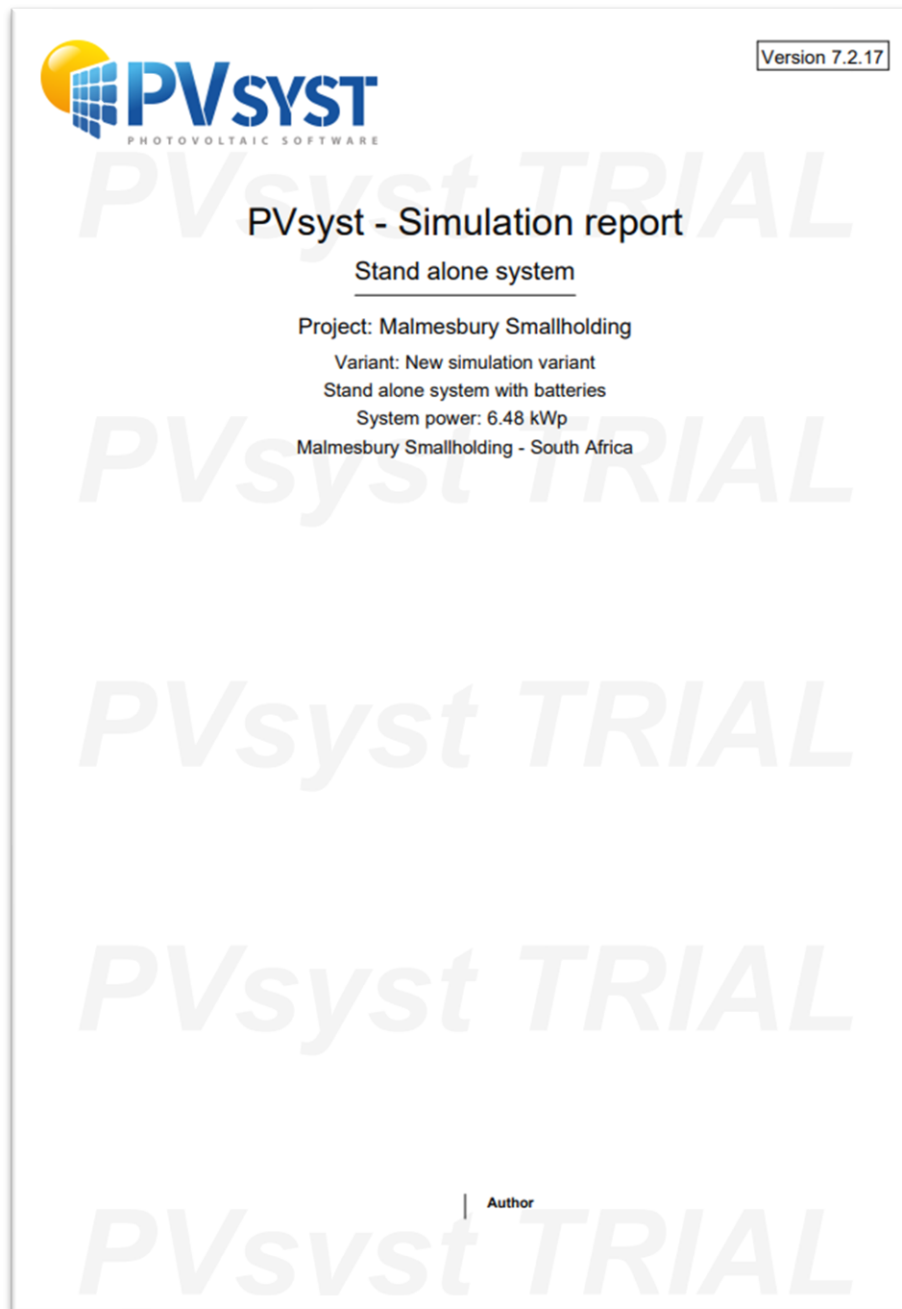 Version 7.2.17
PVSYST
PHOTOVOLTAIC SOFTWARE
PVsyst TRIAL
PVsyst - Simulation report
Stand alone system
Project: Malmesbury Smallholding
Variant: New simulation variant
Stand alone system with batteries
System power: 6.48 kWp
Malmesbury Smallholding - South Africa
PVsyst TRIAL
PVsyst TRIAL
PVsyst TRIAL
Author
PVsyst TRIAL